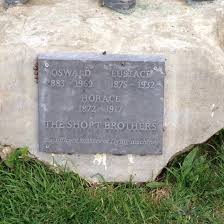 OSWALD EUSTACE
1883 - 1969 1875 - 1932
HORACE
1872 - 1917
THE SHORT BROTHERS